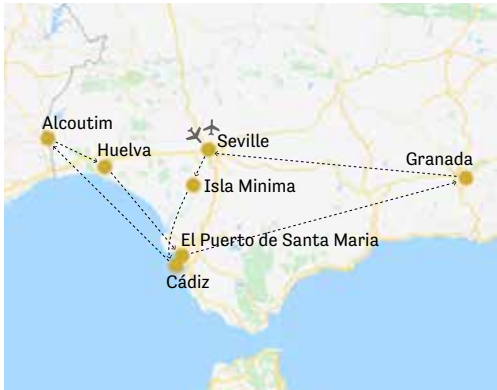 Alcoutim
Huelva
Seville
Granada
Isla Minima
El Puerto de Santa Maria
Cádiz